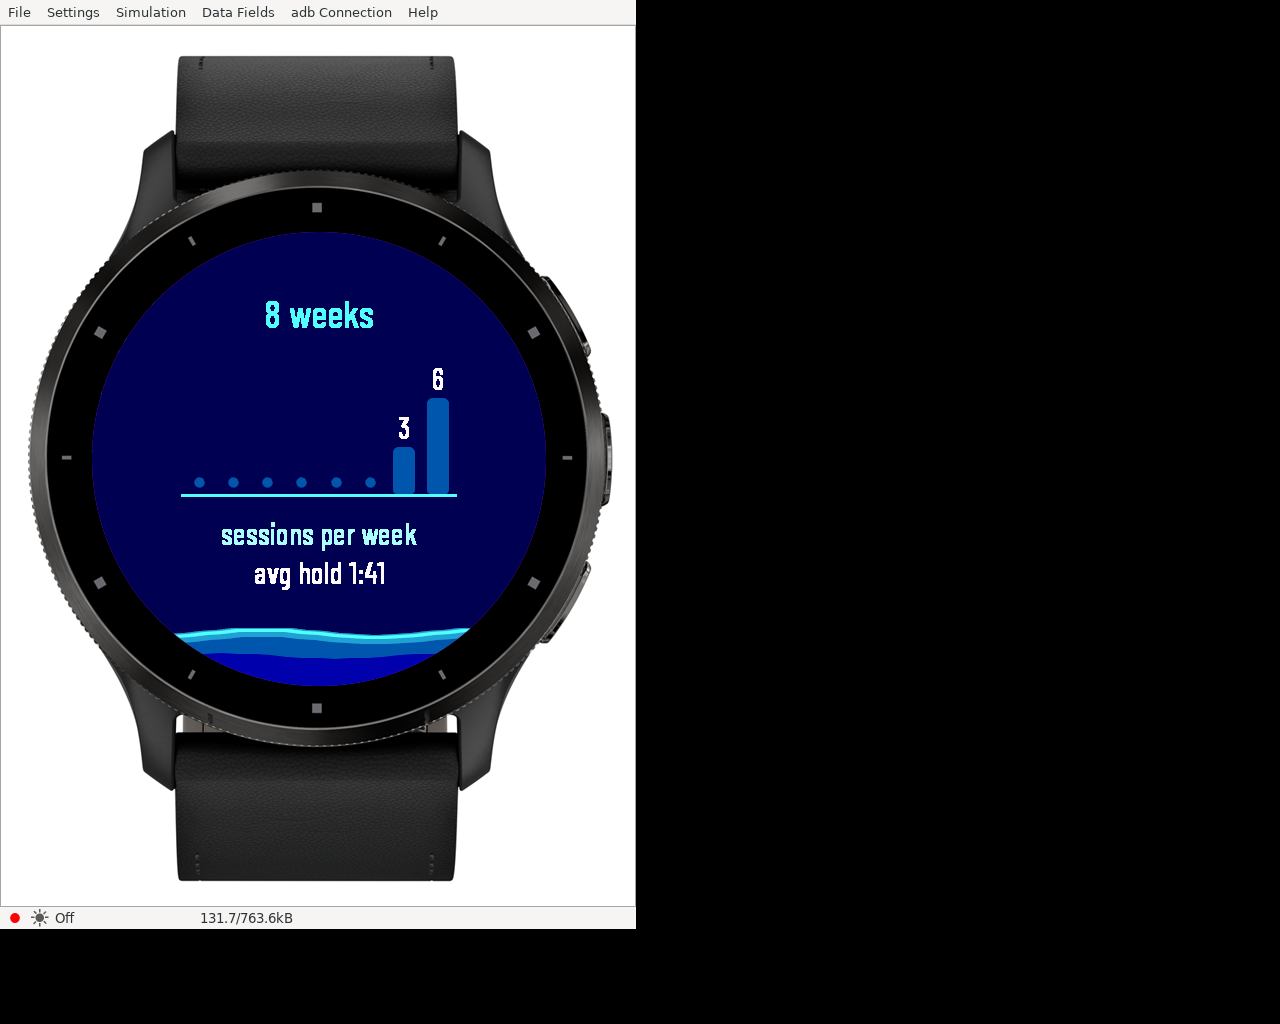 File Settings Simulation Data Fields adb Connection Help
8 weeks
6
3
sessions per week
avg hold 1:41
Off 131.7/763.6kB